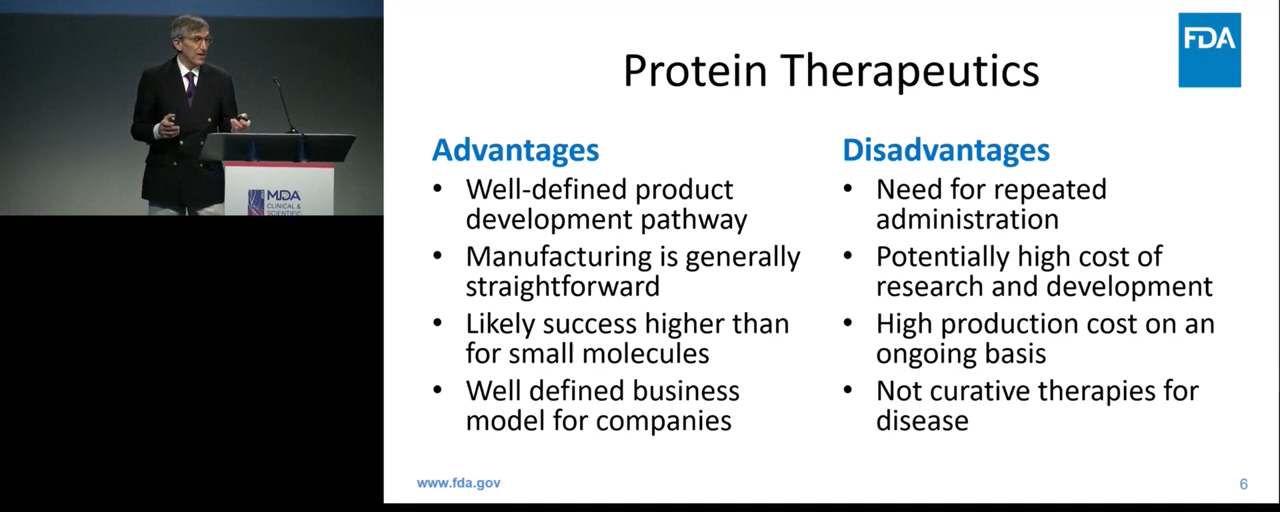 MDA
CLINICAL &
SCIENTIFIC
FDA
Protein Therapeutics
Advantages
• Well-defined product
development pathway
• Manufacturing is generally
straightforward
• Likely success higher than
for small molecules
• Well defined business
model for companies
Disadvantages
• Need for repeated
administration
• Potentially high cost of
research and development
• High production cost on an
ongoing basis
• Not curative therapies for
disease
www.fda.gov
6